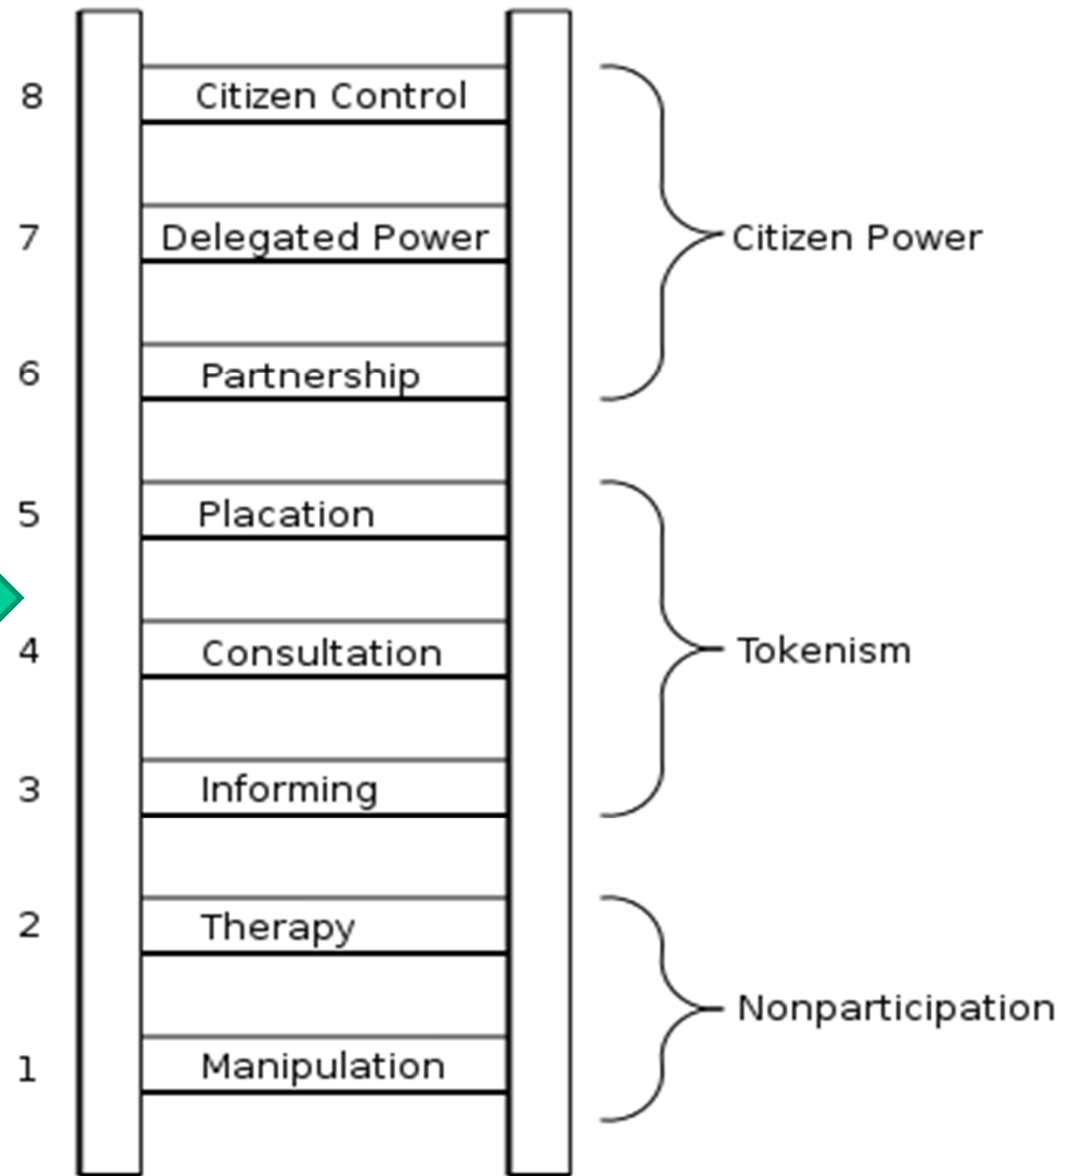 8 Citizen Control
7 Delegated Power Citizen Power
6 Partnership
5 Placation
4 Consultation Tokenism
3 Informing
2 Therapy
Nonparticipation
1 Manipulation